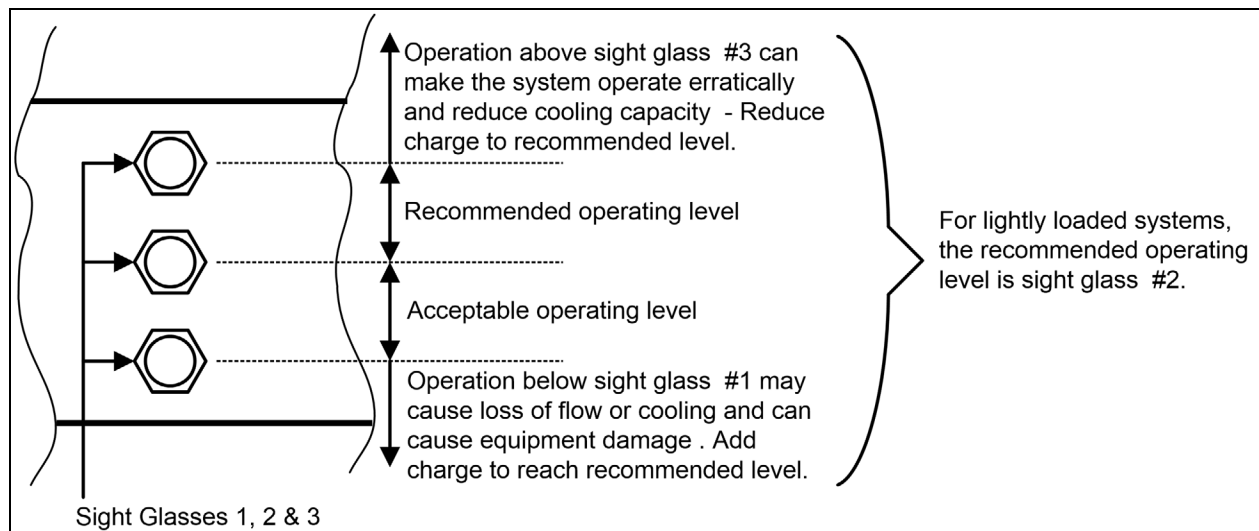 Operation above sight glass #3 can
make the system operate erratically
and reduce cooling capacity - Reduce
charge to recommended level.
Recommended operating level
Acceptable operating level
Operation below sight glass #1 may
cause loss of flow or cooling and can
cause equipment damage . Add
charge to reach recommended level.
For lightly loaded systems,
the recommended operating
level is sight glass #2.
Sight Glasses 1, 2 & 3